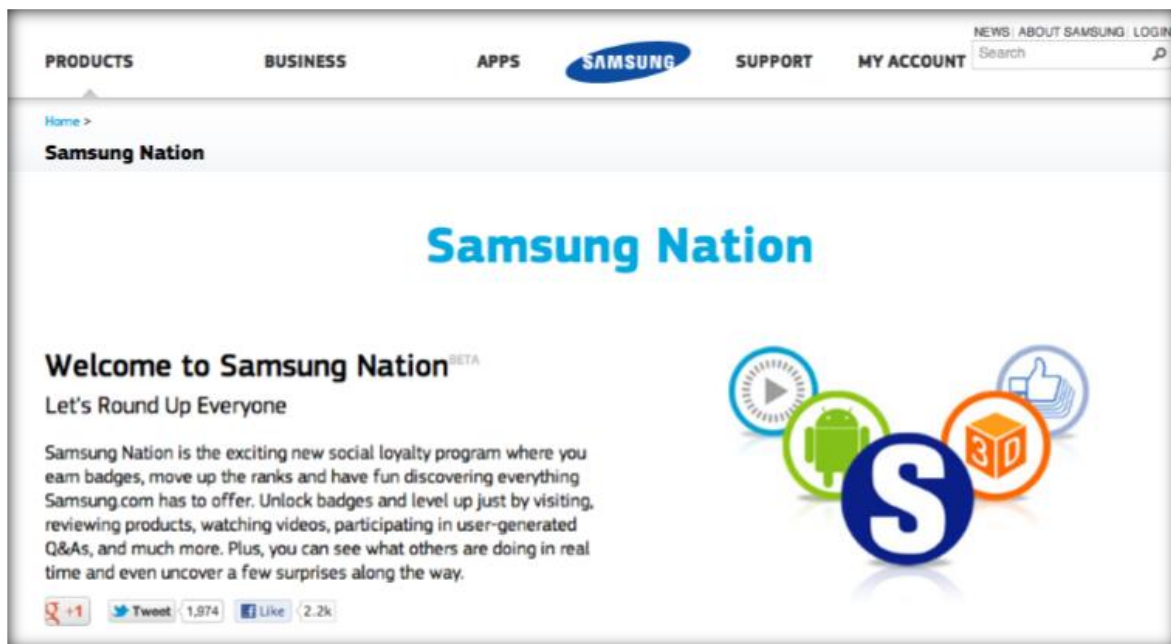 NEWS | ABOUT SAMSUNG | LOGIN
PRODUCTS BUSINESS APPS SAMSUNG SUPPORT MY ACCOUNT Search
Home >
Samsung Nation
Samsung Nation
Welcome to Samsung Nation BETA
Let's Round Up Everyone
Samsung Nation is the exciting new social loyalty program where you
earn badges, move up the ranks and have fun discovering everything
Samsung.com has to offer. Unlock badges and level up just by visiting,
reviewing products, watching videos, participating in user-generated
Q&As, and much more. Plus, you can see what others are doing in real
time and even uncover a few surprises along the way.
g +1 Tweet 1,974 f Like 2.2k
3D
S